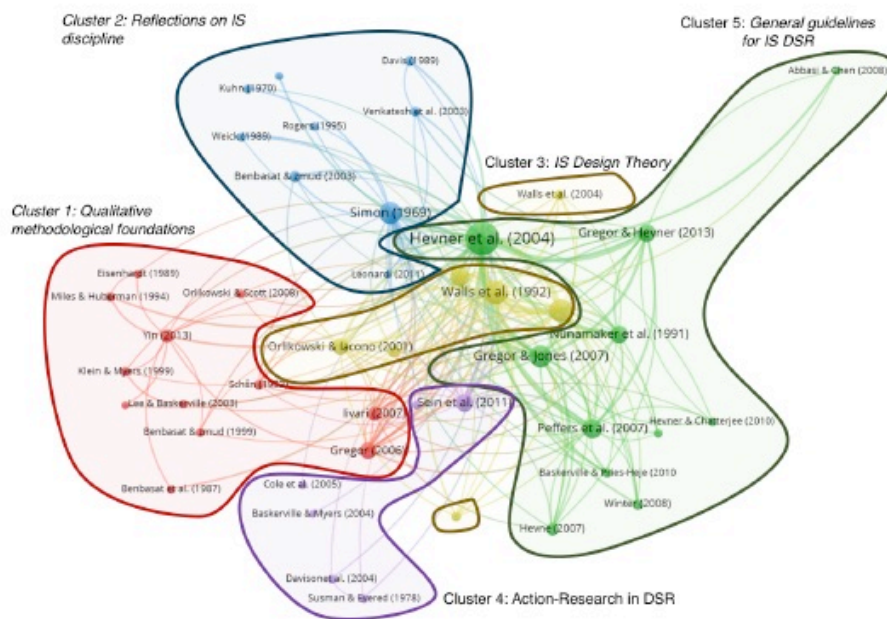 Cluster 2: Reflections on IS
discipline
Cluster 5: General guidelines
for IS DSR
Davis (1989)
Abbasi & Chen (2008)
Kuhn (1970)
Venkatesh et al. (2003)
Rogers (1995)
Weick (1989)
Cluster 3: IS Design Theory
Benbasat & zmud (2003)
Walls et al. (2004)
Cluster 1: Qualitative
methodological foundations
Simon (1969)
Hevner et al. (2004)
Gregor & Hevner (2013)
Eisenhardt (1989)
Leonardi (2011)
Miles & Huberman (1994)
Orlikowski & Scott (2008)
Walls et al. (1992)
Yin (2013)
Nunamaker et al. (1991)
Orlikowski & Iacono (2001)
Gregor & Jones (2007)
Klein & Myers (1999)
Schön
Lee & Baskerville (2003)
Iivari (2007)
Sein et al. (2011)
Hevner & Chatterjee (2010)
Benbasat & zmud (1999)
Peffers et al. (2007)
Gregor (2006)
Baskerville & Pries-Heje (2010
Benbasat et al. (1987)
Cole et al. (2005)
Winter (2008)
Baskerville & Myers (2004)
Hevne (2007)
Davisonet al. (2004)
Susman & Evered (1978)
Cluster 4: Action-Research in DSR